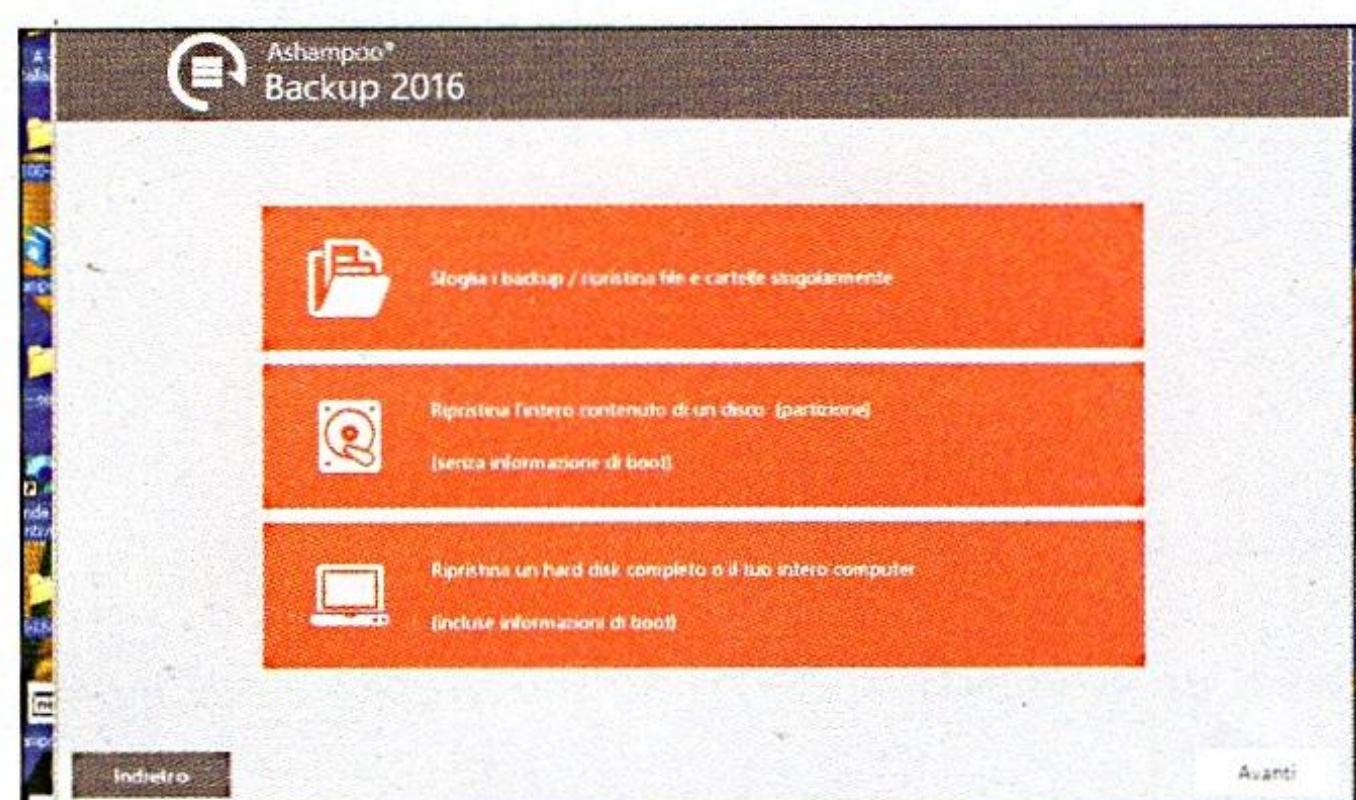 Ashampoo®
Backup 2016
Sfoglia i backup / ripristina file e cartelle singolarmente
Ripristina l'intero contenuto di un disco (partizione)
(senza informazione di boot)
Ripristina un hard disk completo o il tuo intero computer
(incluse informazioni di boot)
Indietro
Avanti